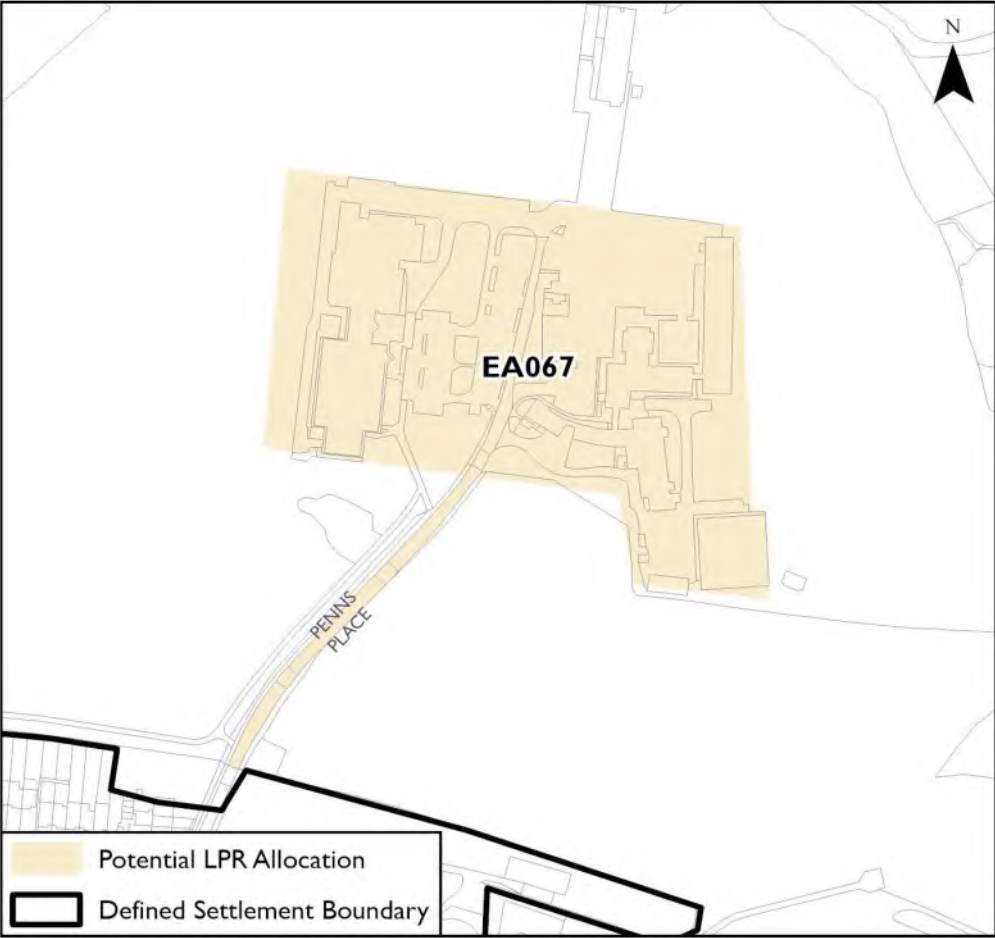 N
EA067
PENNS
PLACE
Potential LPR Allocation
Defined Settlement Boundary